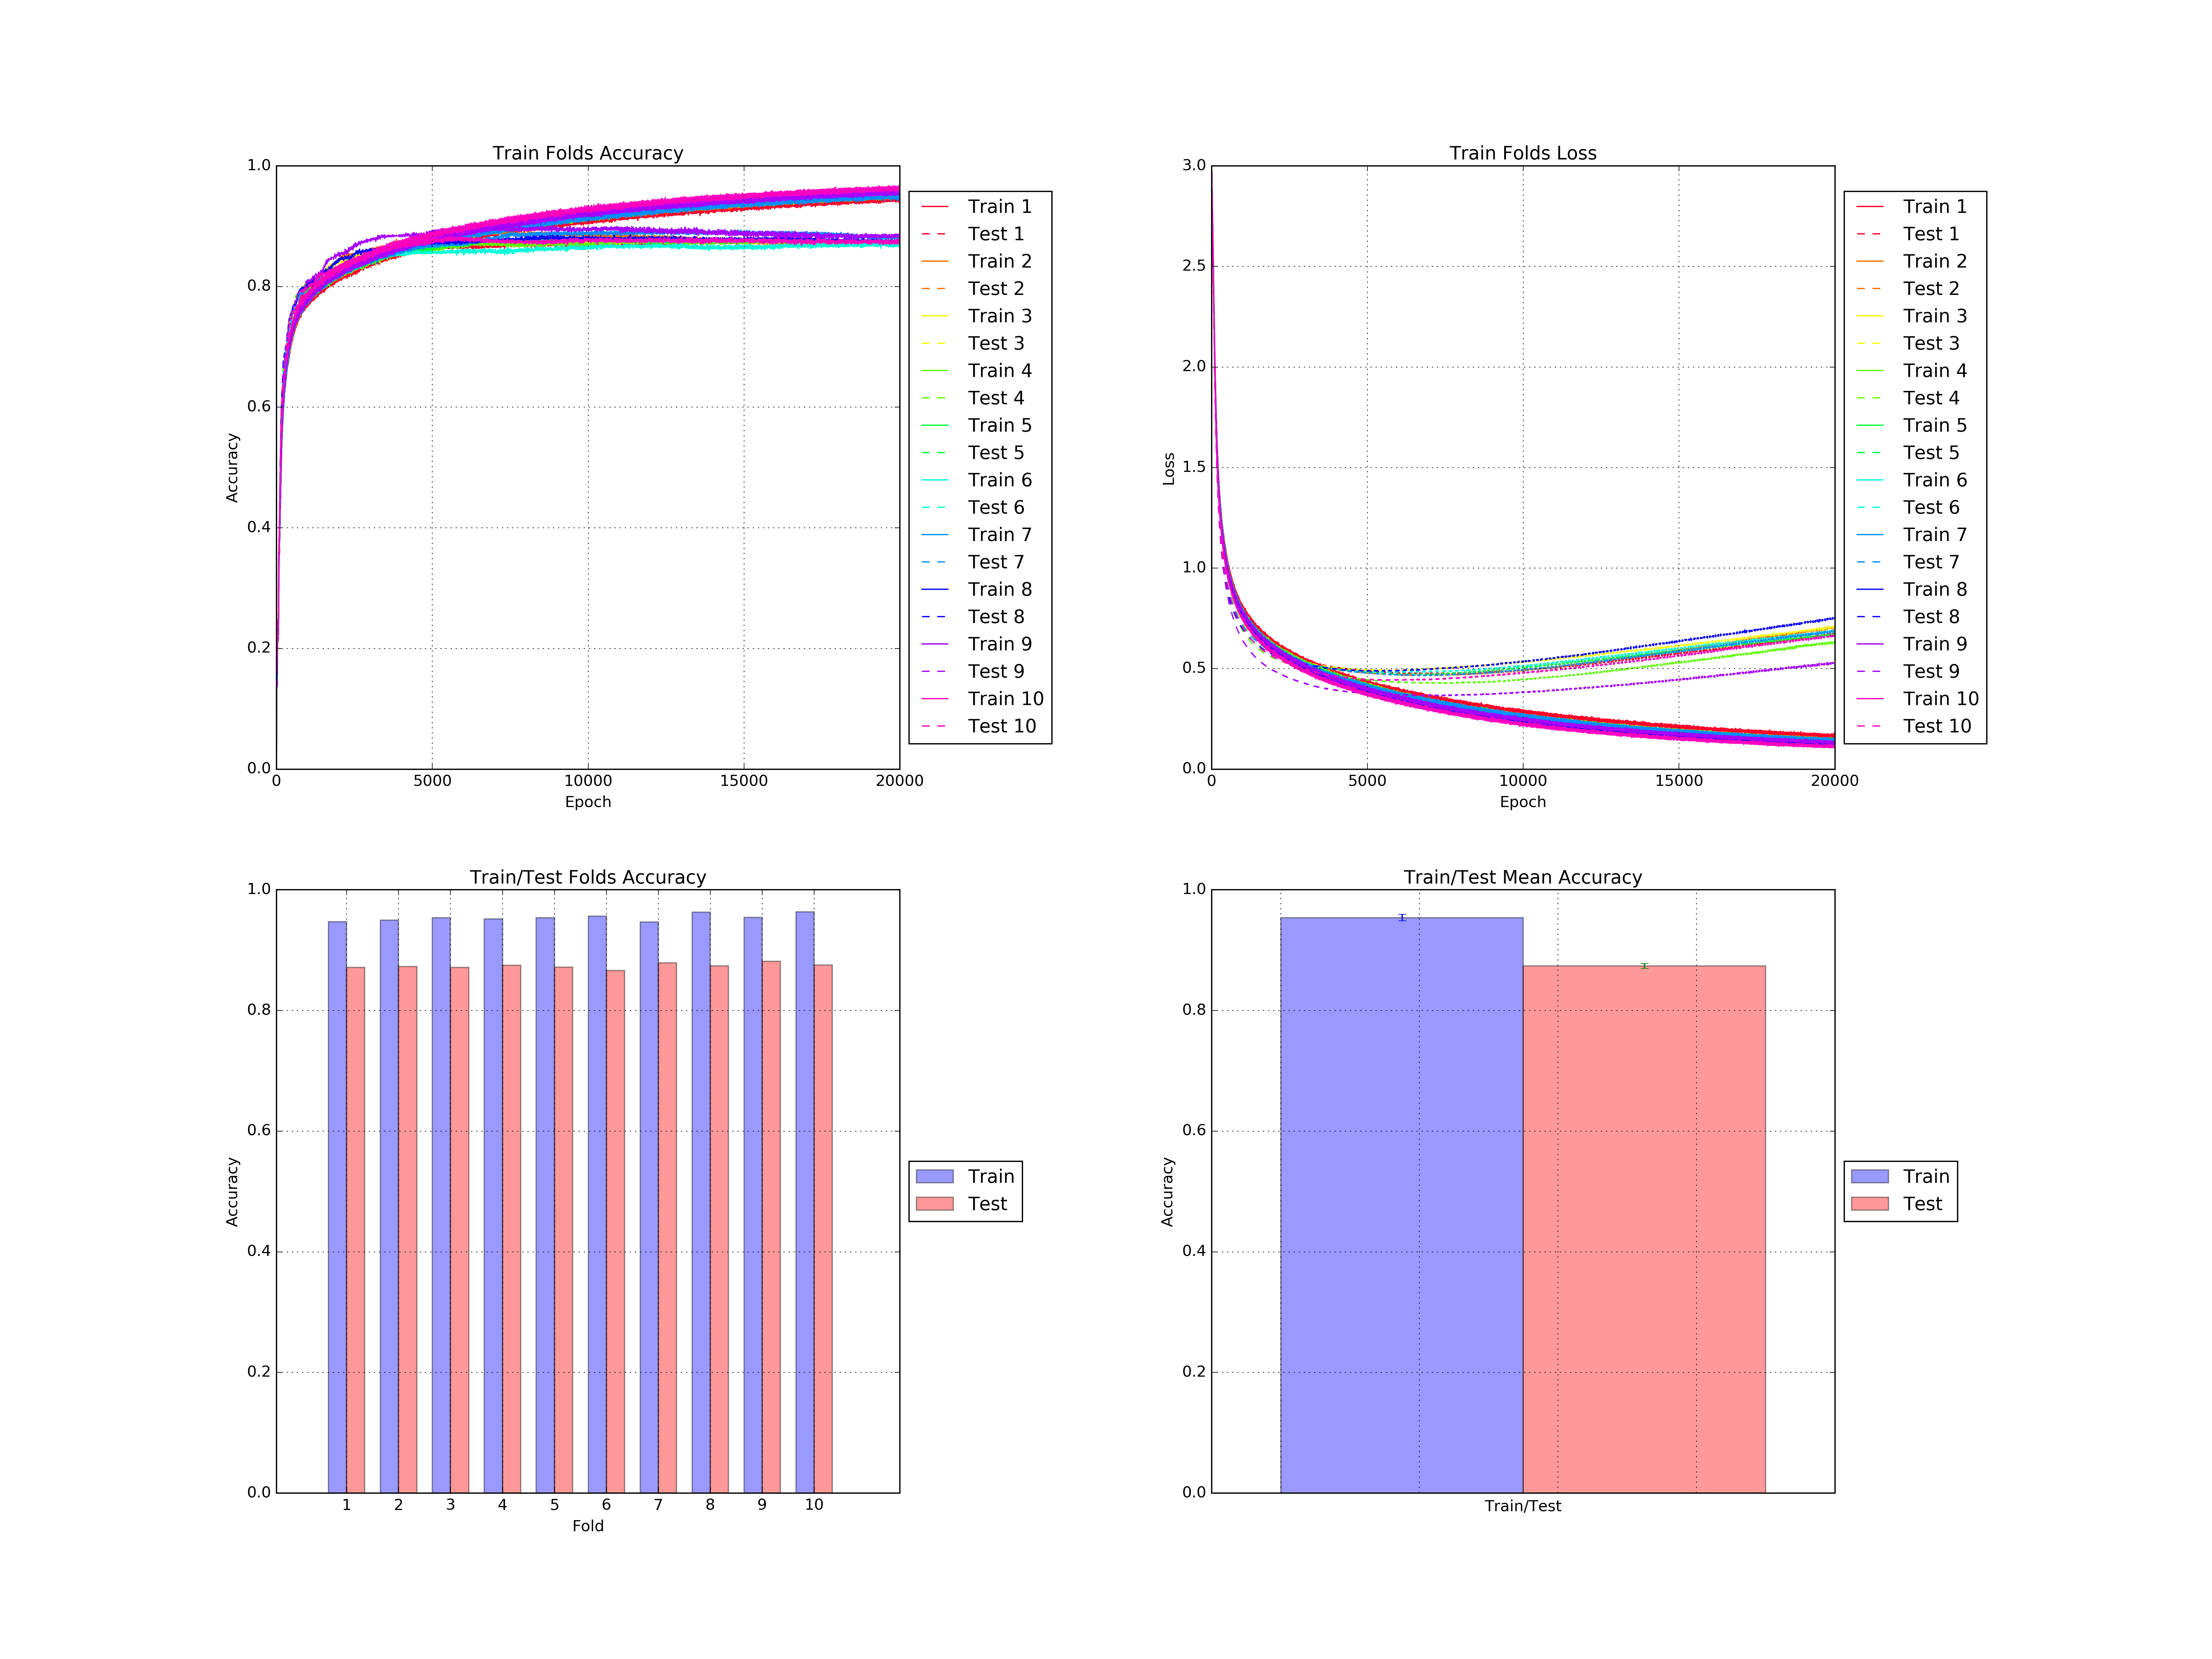 Train Folds Accuracy
1.0
0.8
0.6
0.4
0.2
0.0
Accuracy
0 5000 10000 15000 20000
Epoch
Train 1
Test 1
Train 2
Test 2
Train 3
Test 3
Train 4
Test 4
Train 5
Test 5
Train 6
Test 6
Train 7
Test 7
Train 8
Test 8
Train 9
Test 9
Train 10
Test 10
Train Folds Loss
3.0
2.5
2.0
1.5
1.0
0.5
0.0
Loss
0 5000 10000 15000 20000
Epoch
Train 1
Test 1
Train 2
Test 2
Train 3
Test 3
Train 4
Test 4
Train 5
Test 5
Train 6
Test 6
Train 7
Test 7
Train 8
Test 8
Train 9
Test 9
Train 10
Test 10
Train/Test Folds Accuracy
1.0
0.8
0.6
0.4
0.2
0.0
Accuracy
1 2 3 4 5 6 7 8 9 10
Fold
Train
Test
Train/Test Mean Accuracy
1.0
0.8
0.6
0.4
0.2
0.0
Accuracy
Train/Test
Train
Test